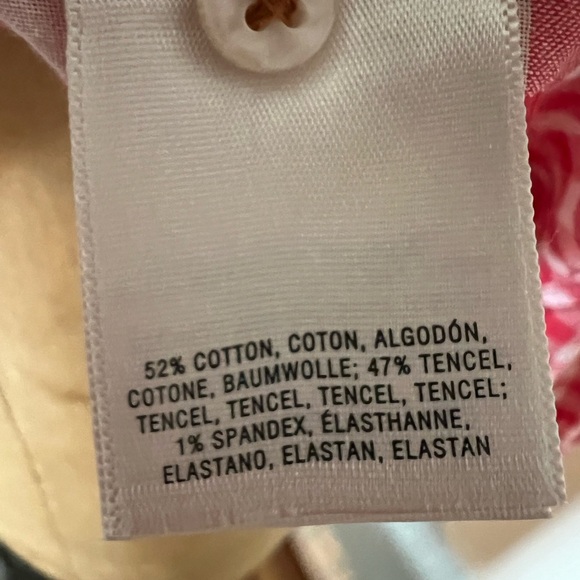 52% COTTON, COTON, ALGODÓN,
COTONE, BAUMWOLLE; 47% TENCEL,
TENCEL, TENCEL, TENCEL, TENCEL;
1% SPANDEX, ÉLASTHANNE,
ELASTANO, ELASTAN, ELASTAN